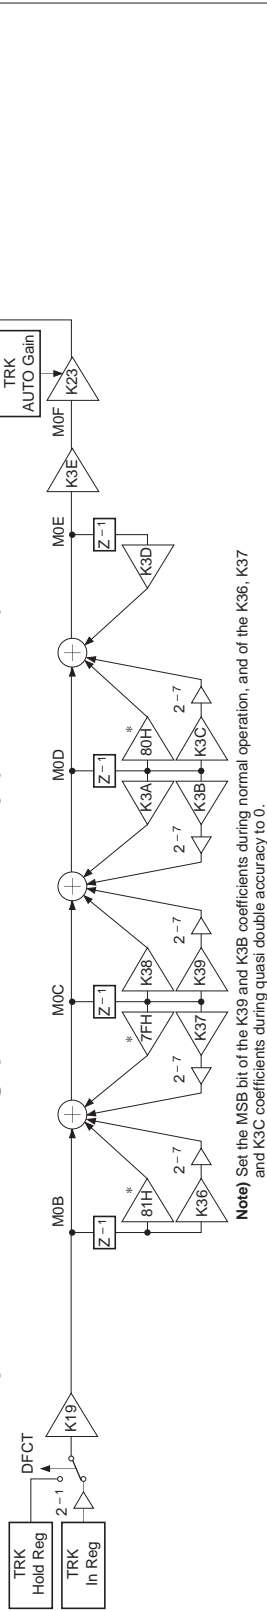 TRK
Hold Reg
TRK
In Reg
2⁻¹
DFCT
K19
M0B
Z⁻¹
81H
*
K36
2⁻⁷
M0C
Z⁻¹
7FH
*
K37
2⁻⁷
K38
K39
2⁻⁷
M0D
Z⁻¹
K3A
K3B
2⁻⁷
80H
*
K3C
2⁻⁷
M0E
Z⁻¹
K3D
K3E
M0F
K23
TRK
AUTO Gain
Note) Set the MSB bit of the K39 and K3B coefficients during normal operation, and of the K36, K37
and K3C coefficients during quasi double accuracy to 0.